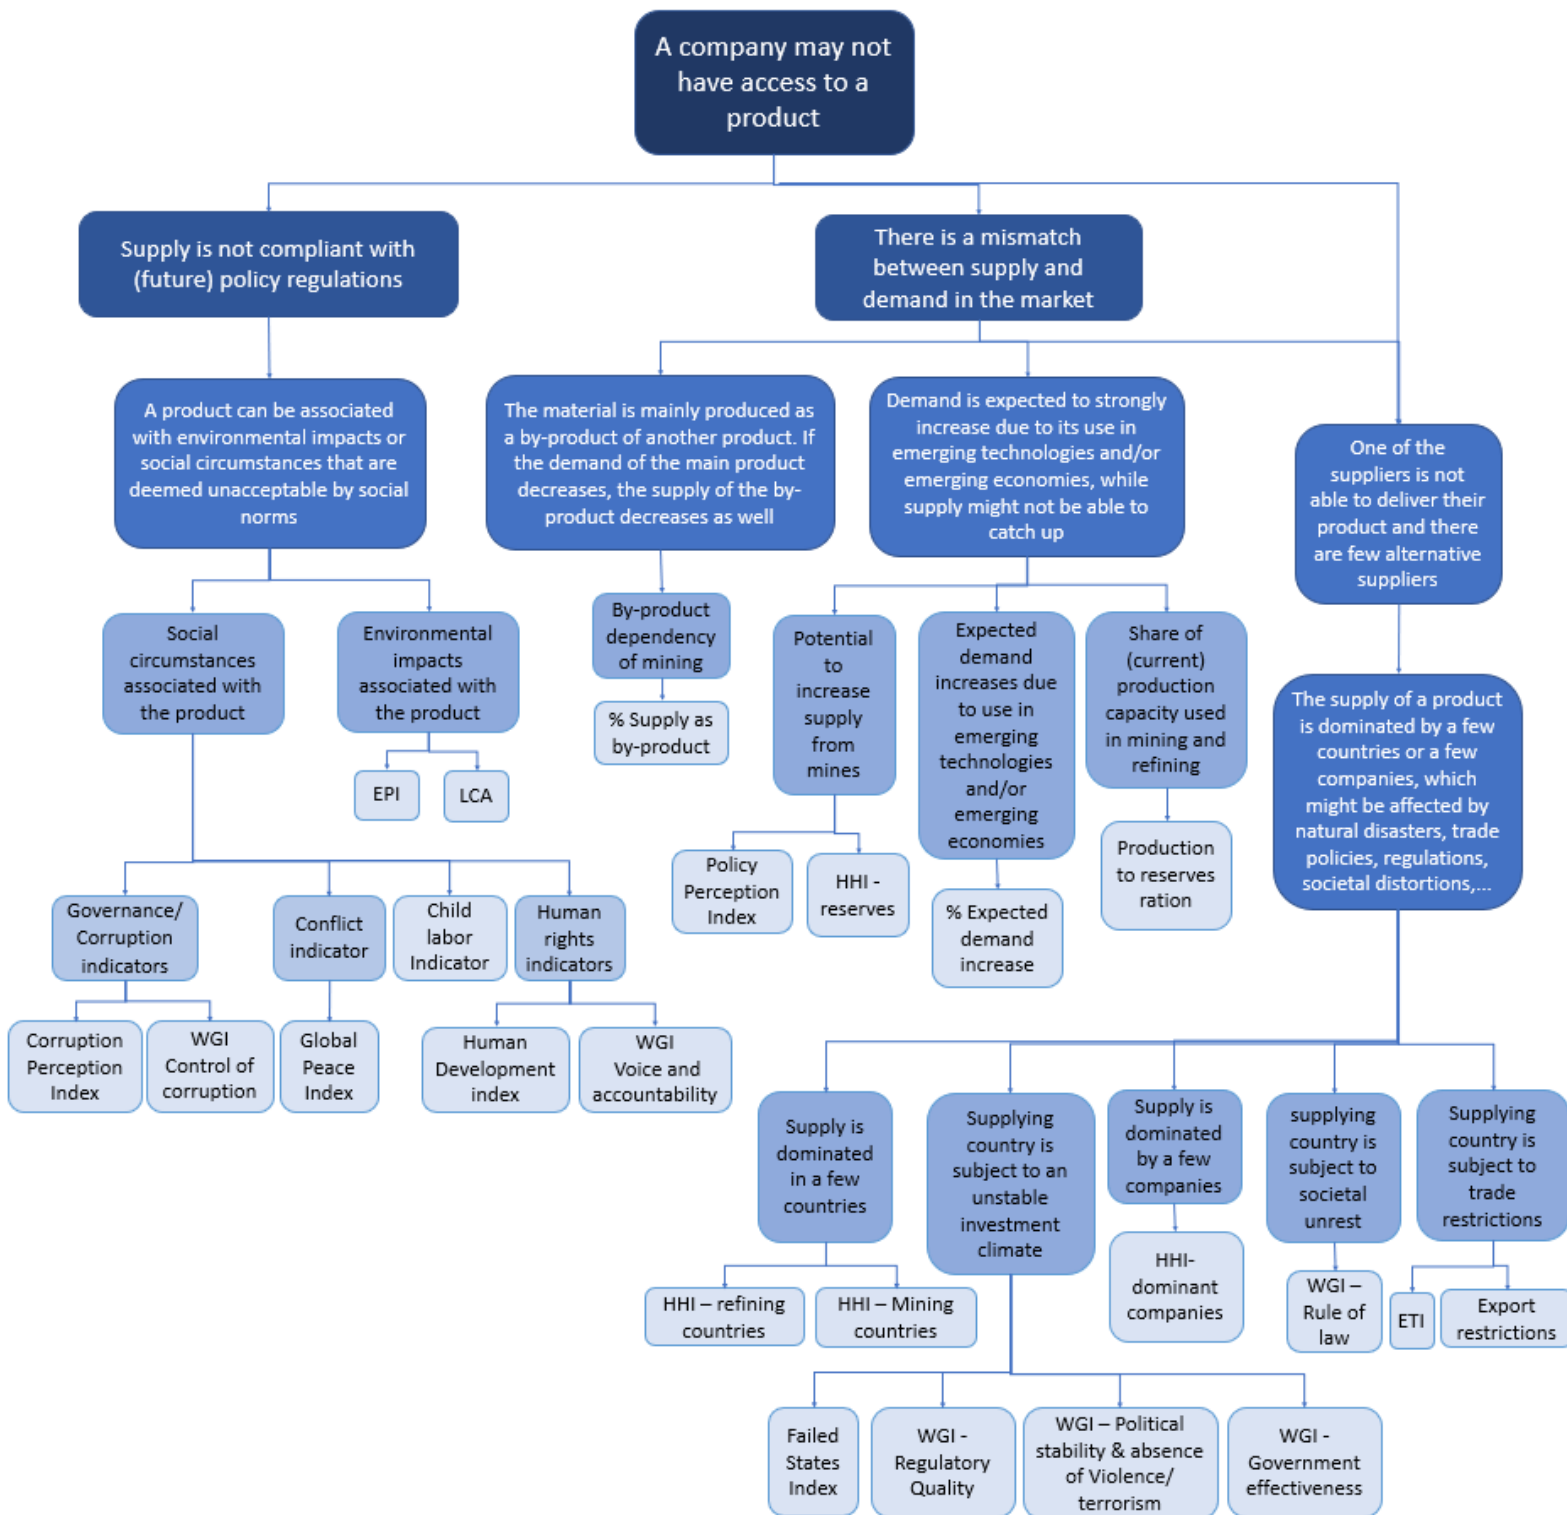 A company may not
have access to a
product
Supply is not compliant with
(future) policy regulations
There is a mismatch
between supply and
demand in the market
A product can be associated
with environmental impacts or
social circumstances that are
deemed unacceptable by social
norms
The material is mainly produced as
a by-product of another product. If
the demand of the main product
decreases, the supply of the by-
product decreases as well
Demand is expected to strongly
increase due to its use in
emerging technologies and/or
emerging economies, while
supply might not be able to
catch up
One of the
suppliers is not
able to deliver their
product and there
are few alternative
suppliers
Social
circumstances
associated with
the product
Environmental
impacts
associated with
the product
By-product
dependency
of mining
Potential
to
increase
supply
from
mines
Expected
demand
increases due
to use in
emerging
technologies
and/or
emerging
economies
Share of
(current)
production
capacity used
in mining and
refining
The supply of a product
is dominated by a few
countries or a few
companies, which
might be affected by
natural disasters, trade
policies, regulations,
societal distortions,...
% Supply as
by-product
EPI
LCA
Policy
Perception
Index
HHI -
reserves
% Expected
demand
increase
Production
to reserves
ration
Governance/
Corruption
indicators
Conflict
indicator
Child
labor
Indicator
Human
rights
indicators
Corruption
Perception
Index
WGI
Control of
corruption
Global
Peace
Index
Human
Development
index
WGI
Voice and
accountability
Supply is
dominated
in a few
countries
Supplying
country is
subject to an
unstable
investment
climate
Supply is
dominated
by a few
companies
supplying
country is
subject to
societal
unrest
Supplying
country is
subject to
trade
restrictions
HHI – refining
countries
HHI – Mining
countries
HHI-
dominant
companies
WGI –
Rule of
law
ETI
Export
restrictions
Failed
States
Index
WGI -
Regulatory
Quality
WGI – Political
stability & absence
of Violence/
terrorism
WGI -
Government
effectiveness